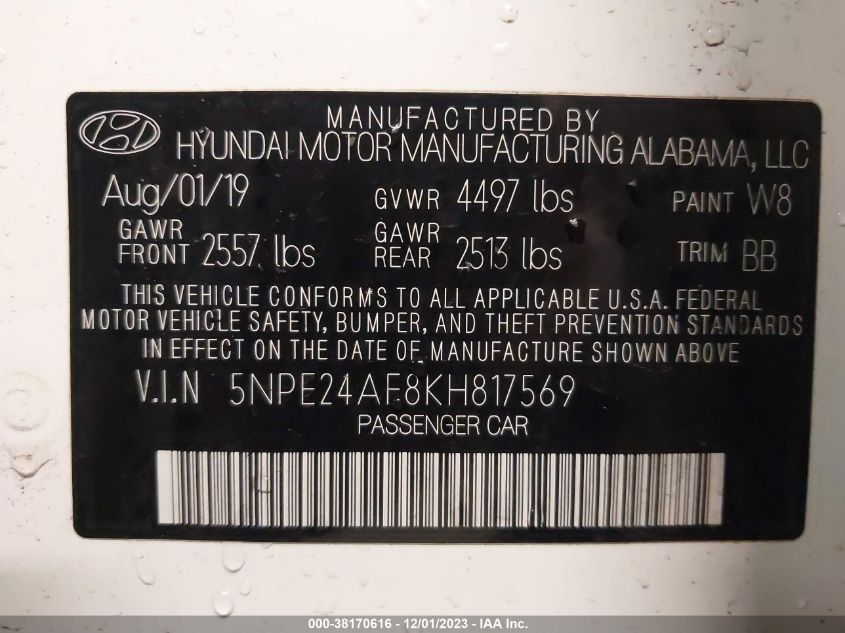 MANUFACTURED BY
HYUNDAI MOTOR MANUFACTURING ALABAMA, LLC
Aug/01/19 GVWR 4497 lbs PAINT W8
GAWR FRONT 2557 lbs GAWR REAR 2513 lbs TRIM BB
THIS VEHICLE CONFORMS TO ALL APPLICABLE U.S.A. FEDERAL
MOTOR VEHICLE SAFETY, BUMPER, AND THEFT PREVENTION STANDARDS
IN EFFECT ON THE DATE OF MANUFACTURE SHOWN ABOVE
V.I.N 5NPE24AF8KH817569
PASSENGER CAR
000-38170616 - 12/01/2023 - IAA Inc.